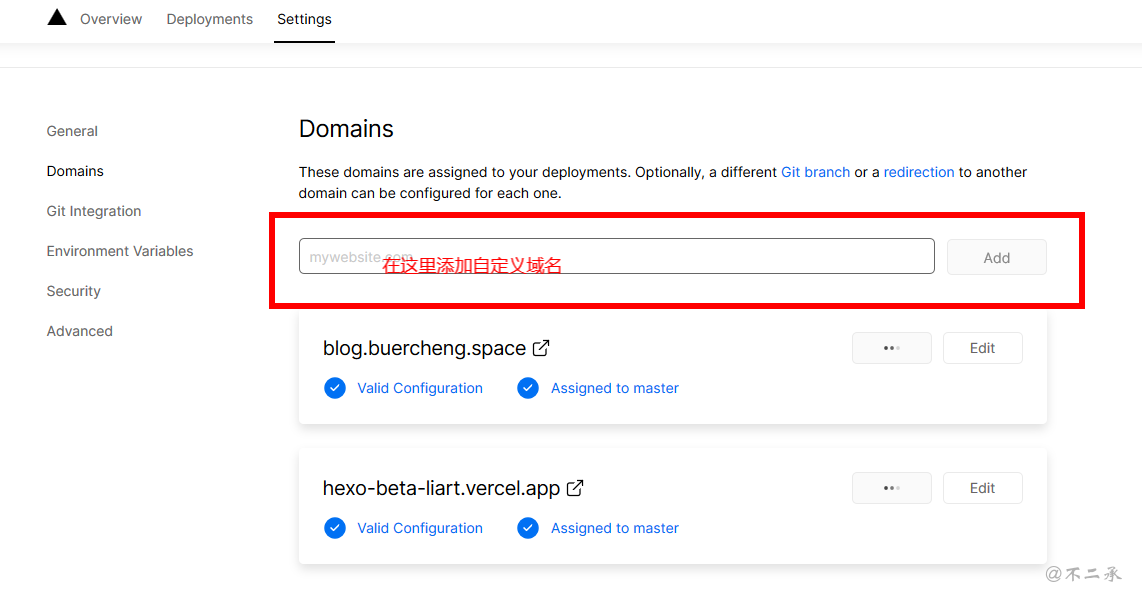 Overview Deployments Settings
General
Domains
Git Integration
Environment Variables
Security
Advanced
Domains
These domains are assigned to your deployments. Optionally, a different Git branch or a redirection to another
domain can be configured for each one.
mywebsite.com
在这里添加自定义域名
Add
blog.buercheng.space
Edit
Valid Configuration Assigned to master
hexo-beta-liart.vercel.app
Edit
Valid Configuration Assigned to master
@不二承